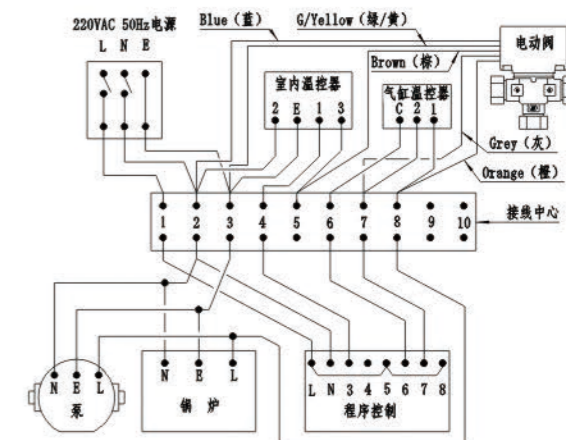 220VAC 50Hz电源
L N E
Blue (蓝)
G/Yellow (绿/黄)
Brown (棕)
电动阀
室内温控器
2 E 1 3
气缸温控器
C 2 1
Grey (灰)
Orange (橙)
1 2 3 4 5 6 7 8 9 10
接线中心
N E L
泵
N E L
锅炉
L N 3 4 5 6 7 8
程序控制